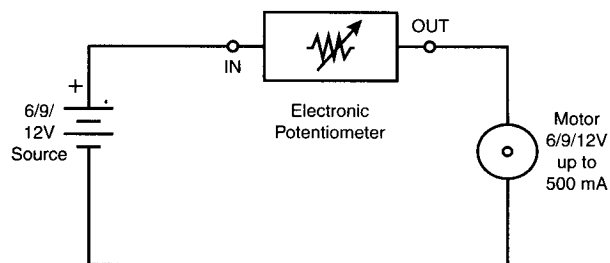 OUT
IN
+
6/9/
12V
Source
Electronic
Potentiometer
Motor
6/9/12V
up to
500 mA